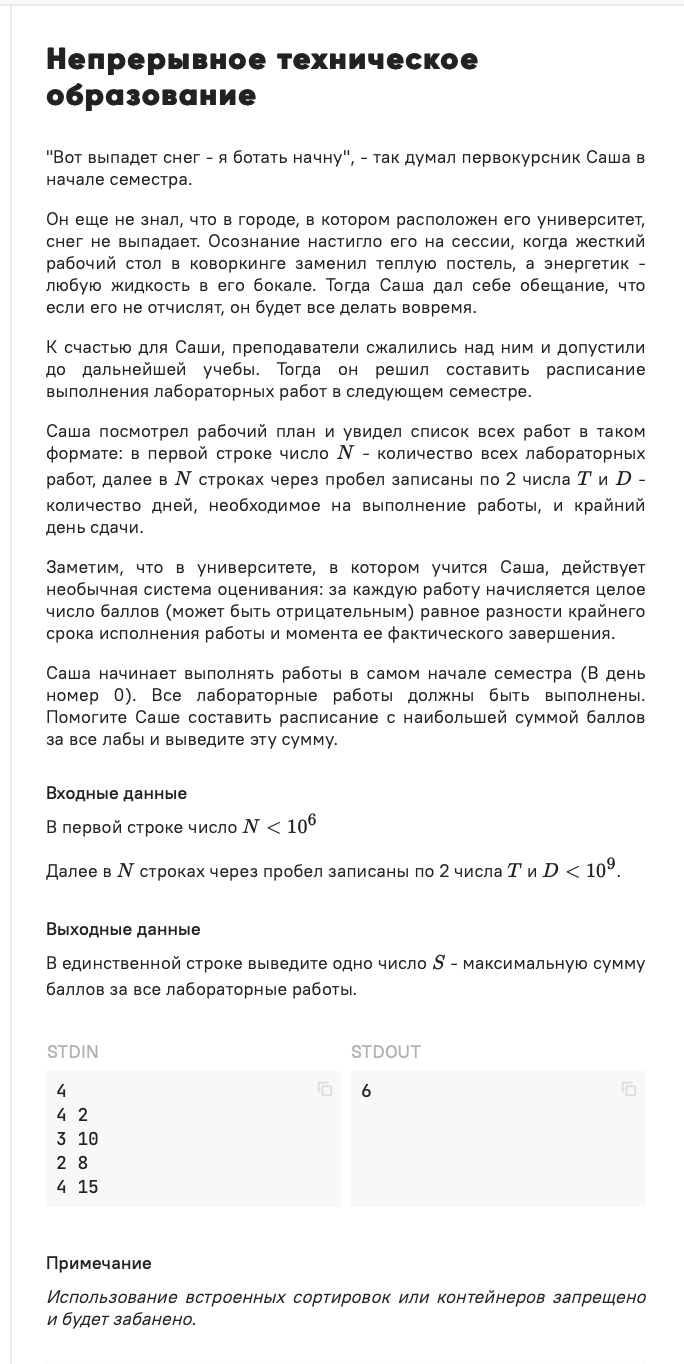 Непрерывное техническое
образование
"Вот выпадет снег - я ботать начну", - так думал первокурсник Саша в
начале семестра.
Он еще не знал, что в городе, в котором расположен его университет,
снег не выпадает. Осознание настигло его на сессии, когда жесткий
рабочий стол в коворкинге заменил теплую постель, а энергетик -
любую жидкость в его бокале. Тогда Саша дал себе обещание, что
если его не отчислят, он будет все делать вовремя.
К счастью для Саши, преподаватели сжалились над ним и допустили
до дальнейшей учебы. Тогда он решил составить расписание
выполнения лабораторных работ в следующем семестре.
Саша посмотрел рабочий план и увидел список всех работ в таком
формате: в первой строке число N - количество всех лабораторных
работ, далее в N строках через пробел записаны по 2 числа T и D -
количество дней, необходимое на выполнение работы, и крайний
день сдачи.
Заметим, что в университете, в котором учится Саша, действует
необычная система оценивания: за каждую работу начисляется целое
число баллов (может быть отрицательным) равное разности крайнего
срока исполнения работы и момента ее фактического завершения.
Саша начинает выполнять работы в самом начале семестра (В день
номер 0). Все лабораторные работы должны быть выполнены.
Помогите Саше составить расписание с наибольшей суммой баллов
за все лабы и выведите эту сумму.
Входные данные
В первой строке число N < 10^6
Далее в N строках через пробел записаны по 2 числа T и D < 10^9.
Выходные данные
В единственной строке выведите одно число S - максимальную сумму
баллов за все лабораторные работы.
STDIN STDOUT
4 6
4 2
3 10
2 8
4 15
Примечание
Использование встроенных сортировок или контейнеров запрещено
и будет забанено.